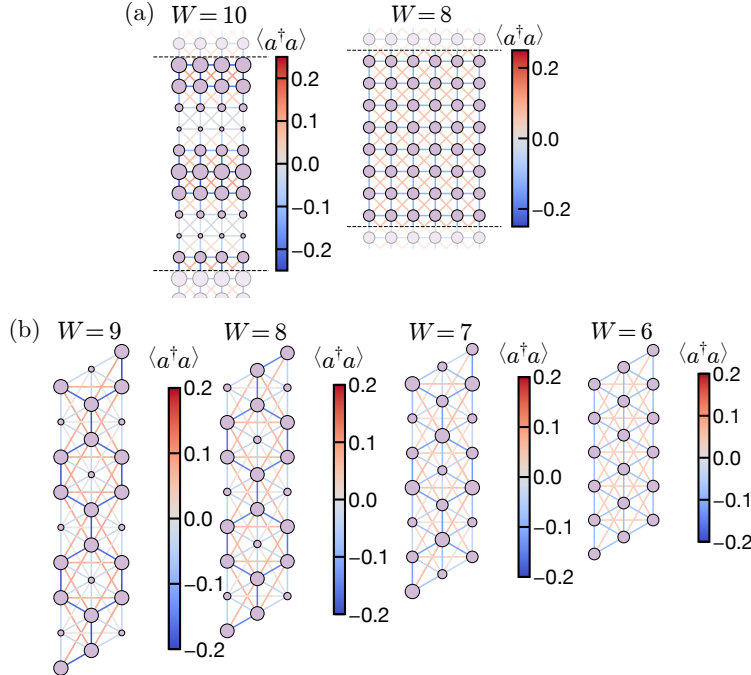 (a) W = 10 W = 8
⟨a†a⟩ ⟨a†a⟩
0.2 0.2
0.1
0.0 0.0
−0.1
−0.2 −0.2
(b) W = 9 W = 8 W = 7 W = 6
⟨a†a⟩ ⟨a†a⟩ ⟨a†a⟩ ⟨a†a⟩
0.2 0.2 0.2 0.2
0.1 0.1 0.1 0.1
0.0 0.0 0.0 0.0
−0.1 −0.1 −0.1 −0.1
−0.2 −0.2 −0.2 −0.2